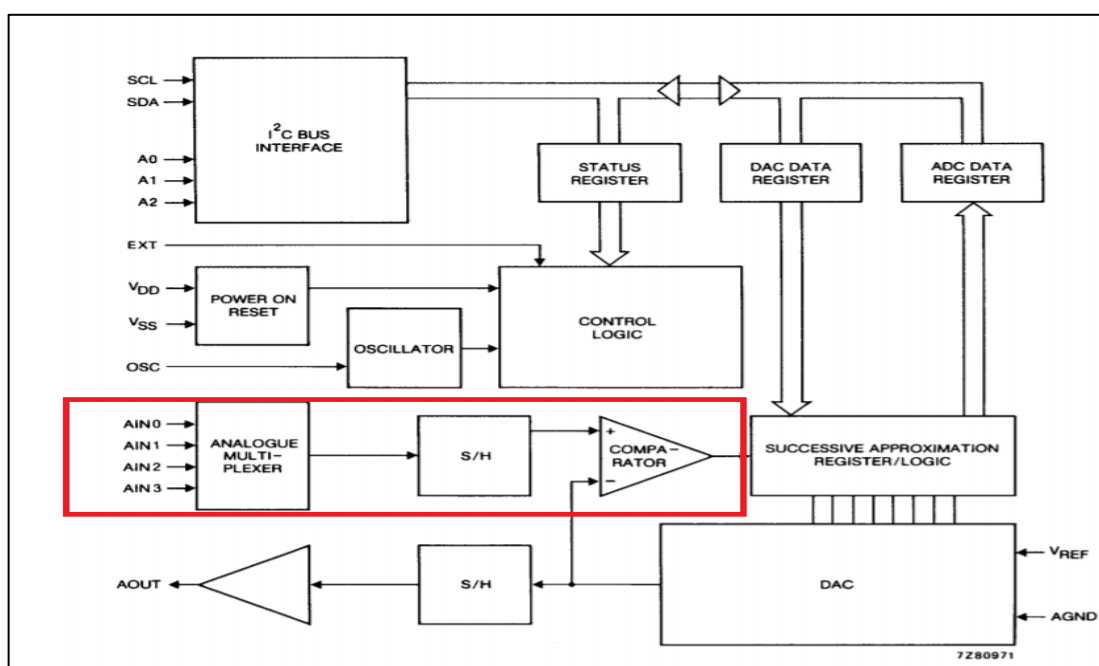 SCL
SDA
A0
A1
A2
I²C BUS
INTERFACE
STATUS
REGISTER
DAC DATA
REGISTER
ADC DATA
REGISTER
EXT
VDD
VSS
OSC
POWER ON
RESET
OSCILLATOR
CONTROL
LOGIC
AIN0
AIN1
AIN2
AIN3
ANALOGUE
MULTI-
PLEXER
S/H
+
COMPA-
RATOR
−
SUCCESSIVE APPROXIMATION
REGISTER/LOGIC
AOUT
S/H
DAC
VREF
AGND
7Z80971